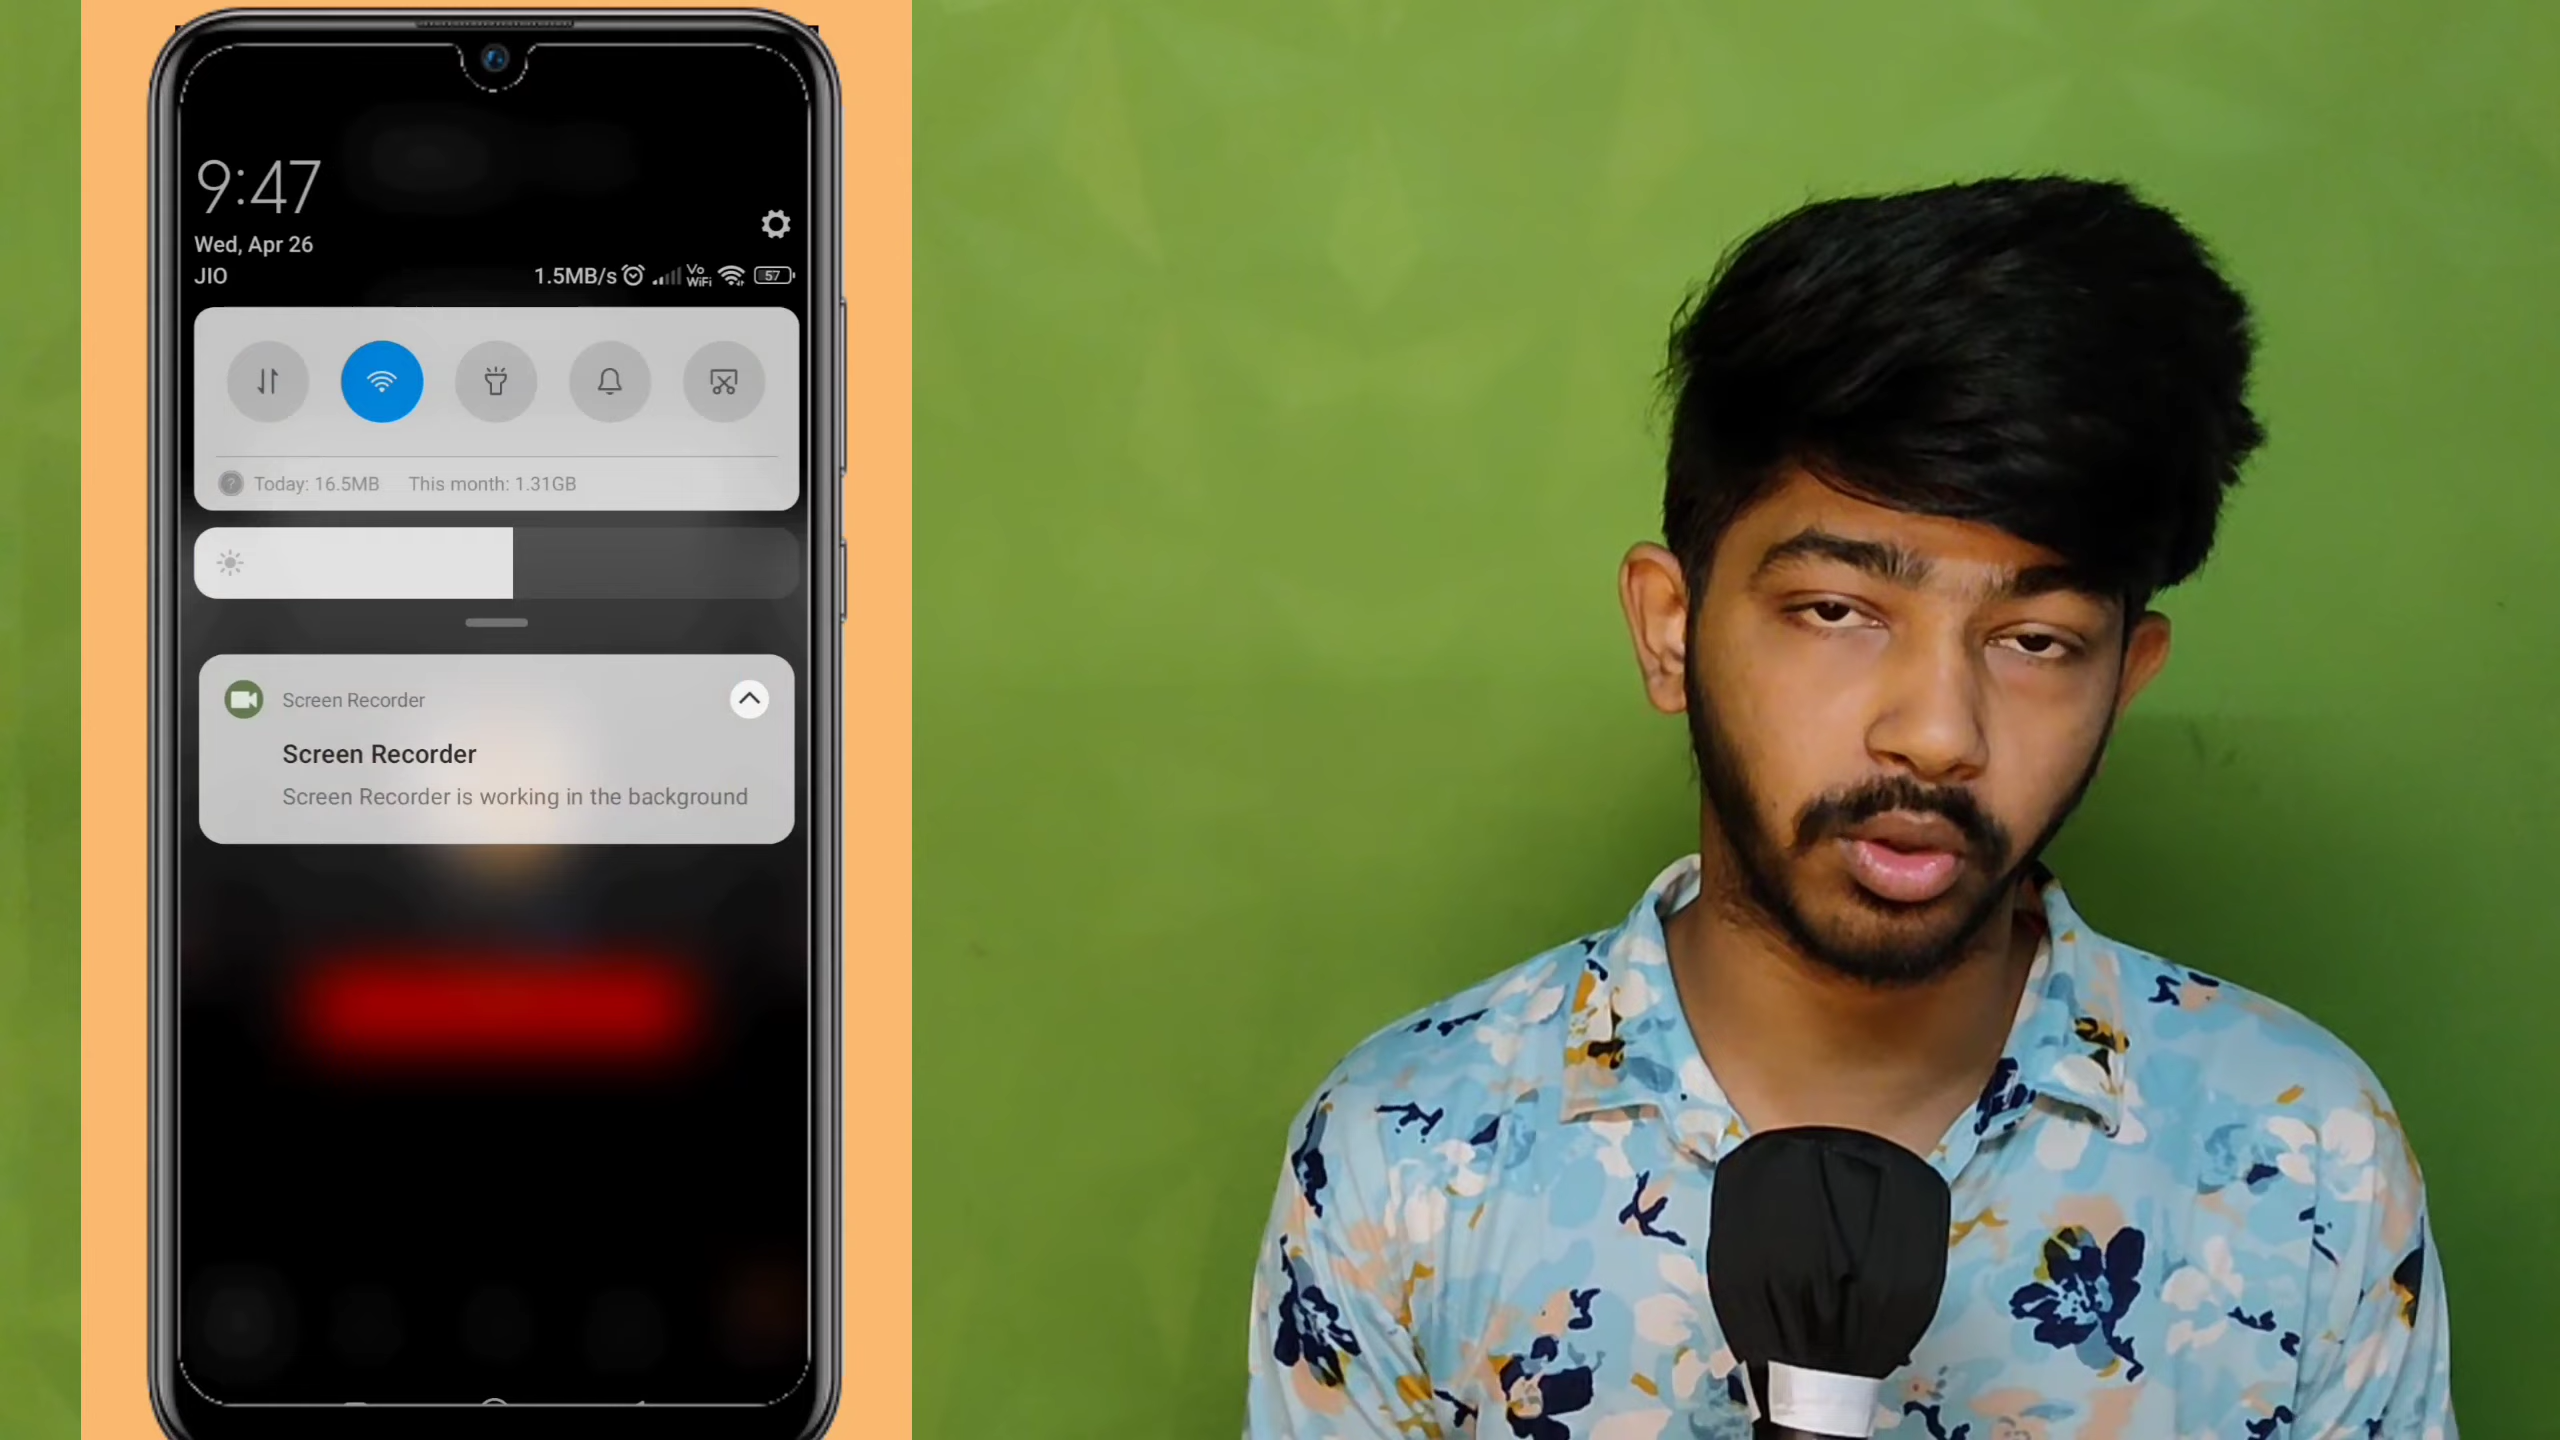 9:47
Wed, Apr 26
JIO 1.5MB/s Vo WiFi 57
Today: 16.5MB This month: 1.31GB
Screen Recorder
Screen Recorder
Screen Recorder is working in the background